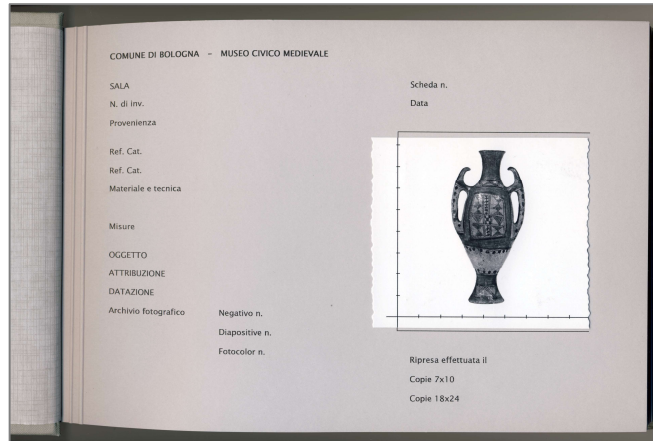 COMUNE DI BOLOGNA – MUSEO CIVICO MEDIEVALE
SALA
N. di inv.
Provenienza
Ref. Cat.
Ref. Cat.
Materiale e tecnica
Misure
OGGETTO
ATTRIBUZIONE
DATAZIONE
Archivio fotografico
Negativo n.
Diapositive n.
Fotocolor n.
Scheda n.
Data
Ripresa effettuata il
Copie 7x10
Copie 18x24